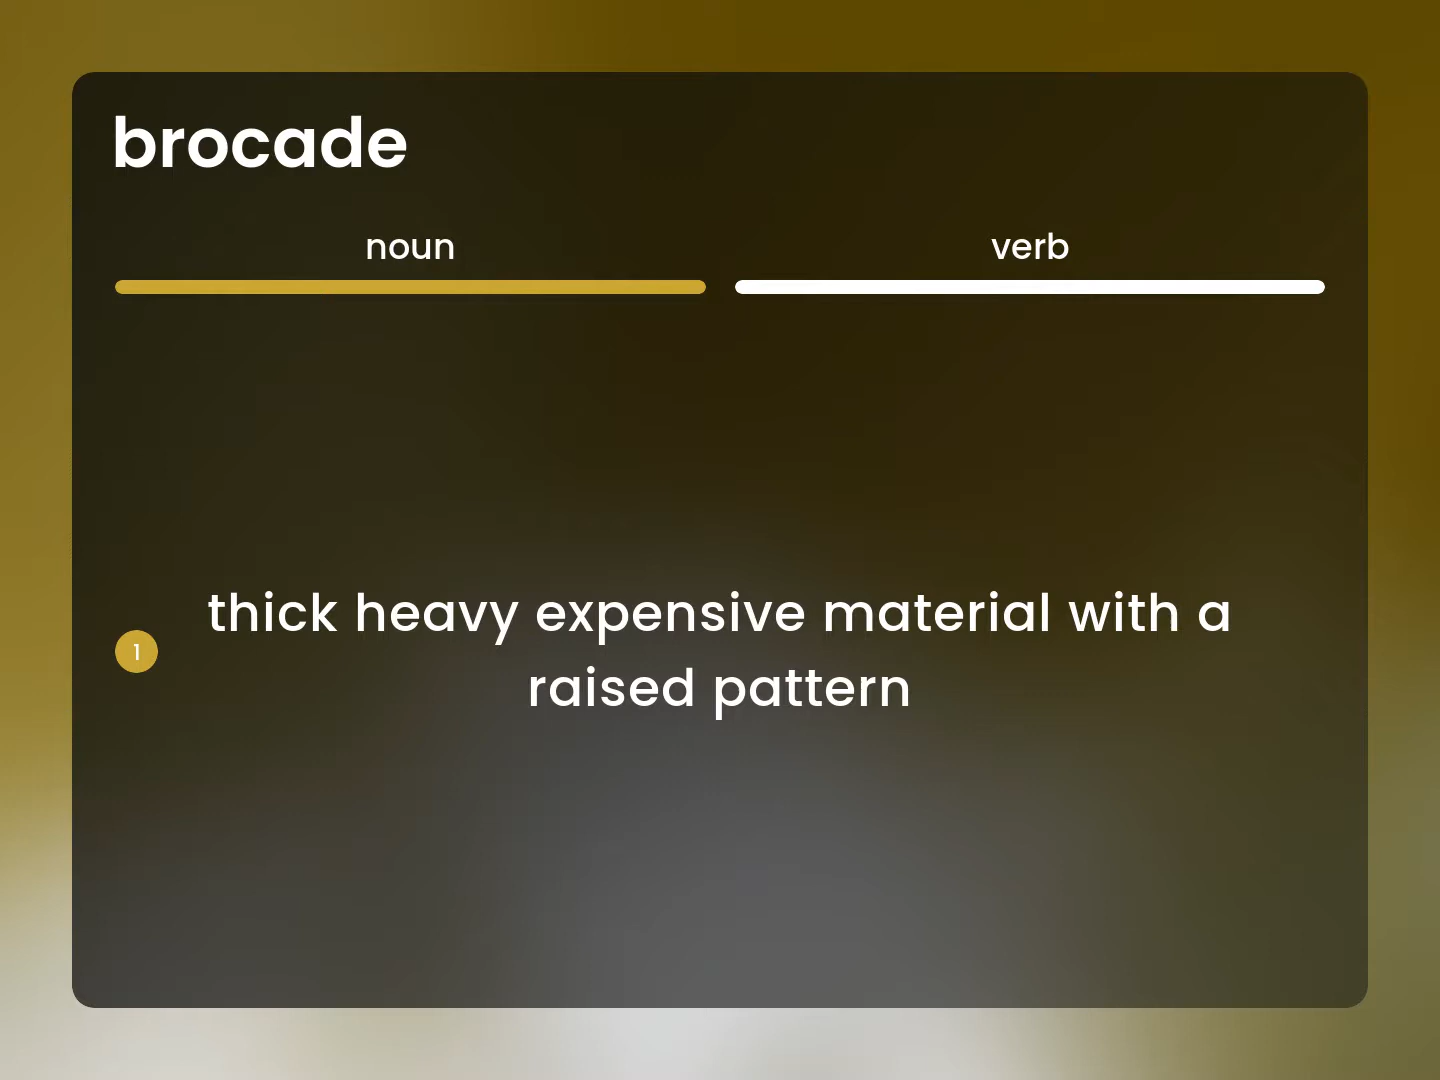 brocade
noun
verb
1
thick heavy expensive material with a
raised pattern